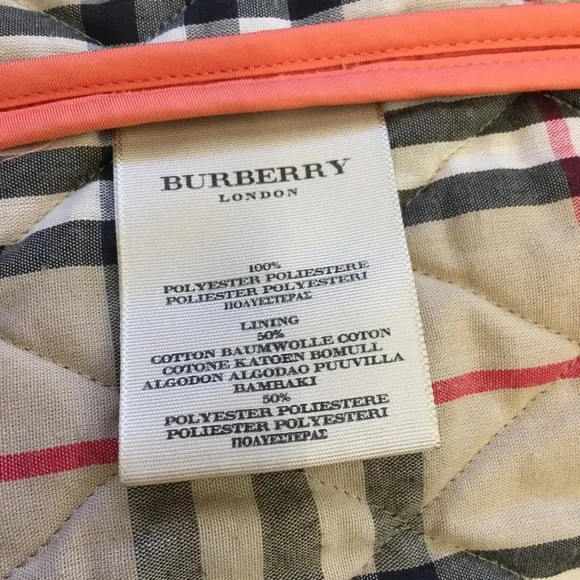 BURBERRY
LONDON
100%
POLYESTER POLIESTERE
POLIESTER POLYESTERI
ΠΟΛΥΕΣΤΕΡΑΣ
LINING
50%
COTTON BAUMWOLLE COTON
COTONE KATOEN BOMULL
ALGODON ALGODAO PUUVILLA
BAMBAKI
50%
POLYESTER POLIESTERE
POLIESTER POLYESTERI
ΠΟΛΥΕΣΤΕΡΑΣ